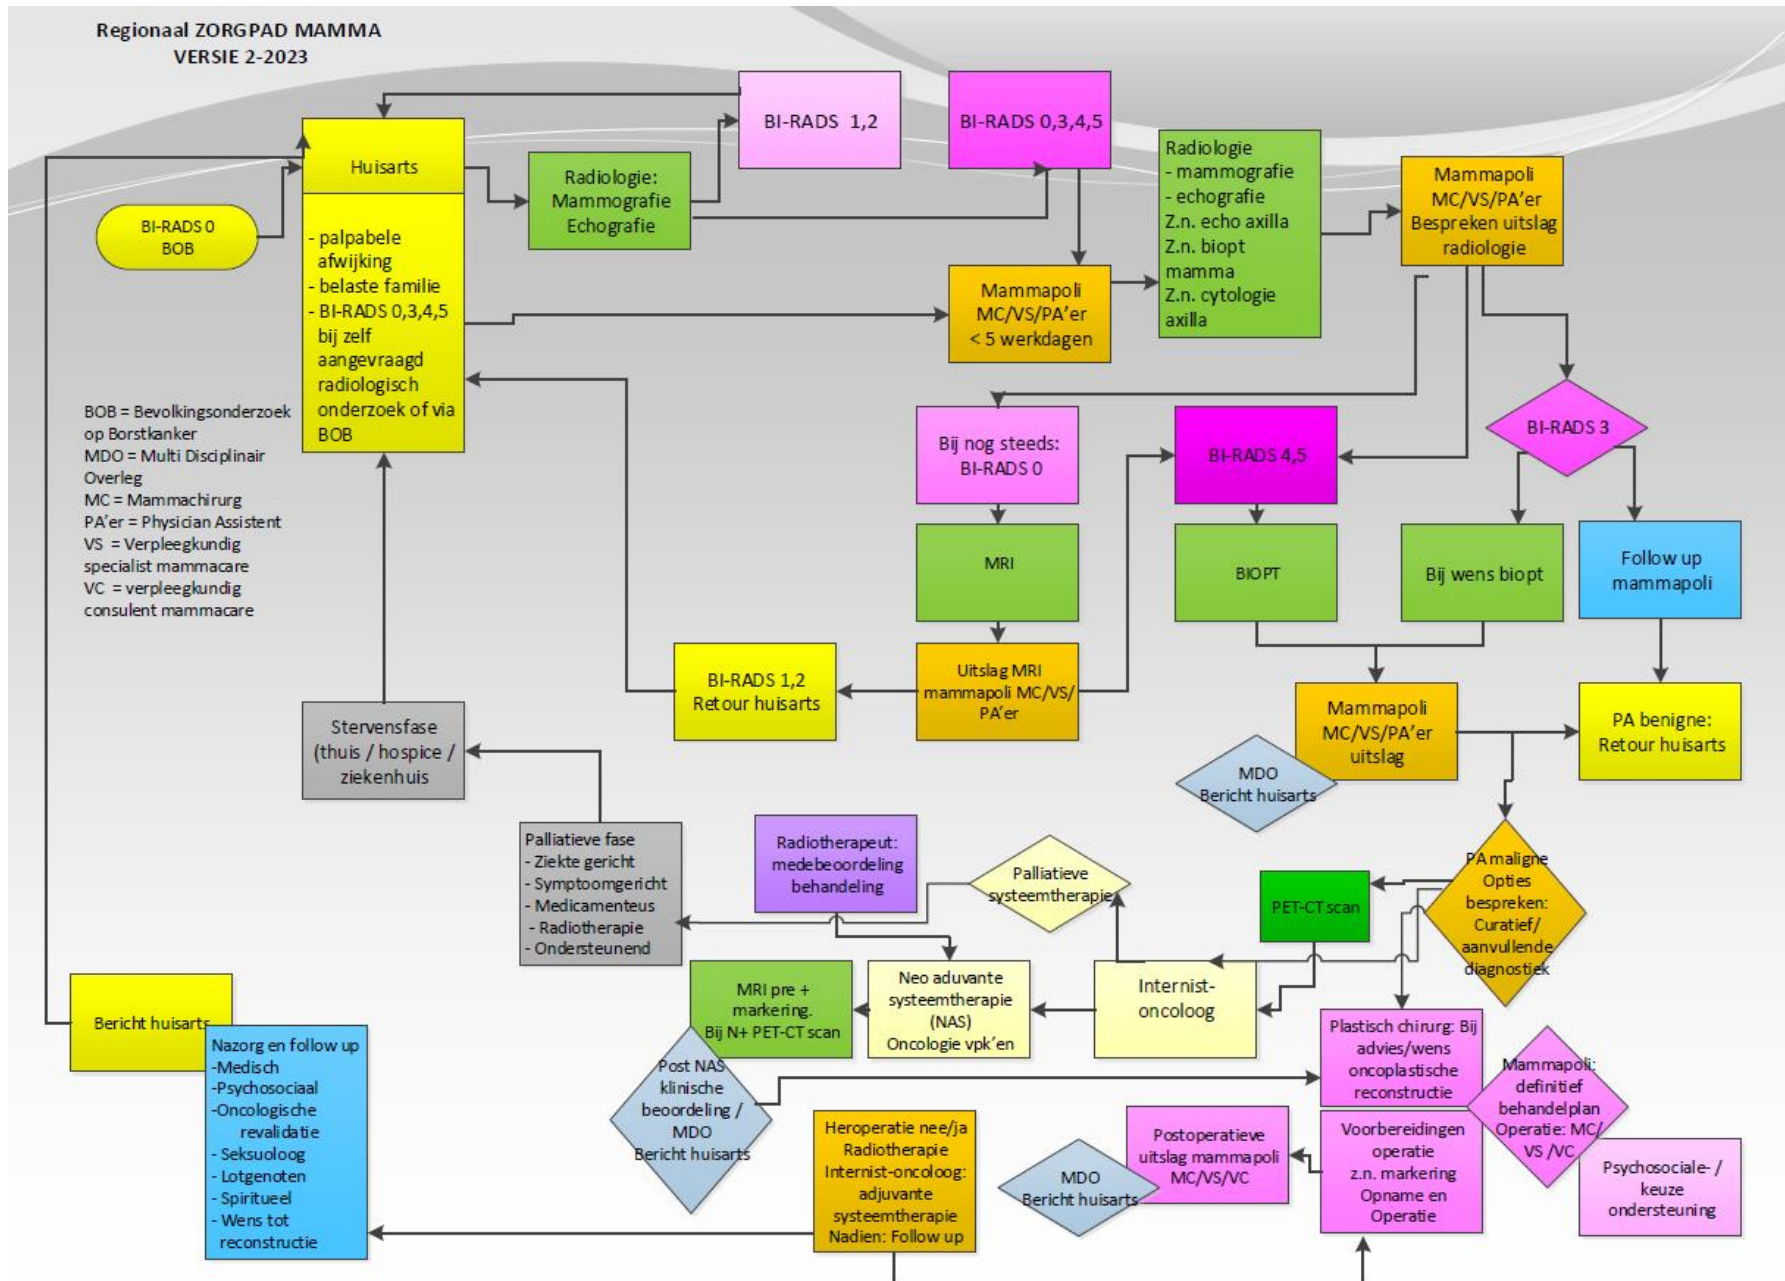 Regionaal ZORGPAD MAMMA
VERSIE 2-2023
BI-RADS 1,2
BI-RADS 0,3,4,5
Huisarts
- palpabele
afwijking
- belaste familie
- BI-RADS 0,3,4,5
bij zelf
aangevraagd
radiologisch
onderzoek of via
BOB
BI-RADS 0
BOB
Radiologie:
Mammografie
Echografie
Radiologie
- mammografie
- echografie
Z.n. echo axilla
Z.n. biopt
mamma
Z.n. cytologie
axilla
Mammapoli
MC/VS/PA'er
Bespreken uitslag
radiologie
Mammapoli
MC/VS/PA'er
< 5 werkdagen
BOB = Bevolkingsonderzoek
op Borstkanker
MDO = Multi Disciplinair
Overleg
MC = Mammachirurg
PA'er = Physician Assistent
VS = Verpleegkundig
specialist mammacare
VC = verpleegkundig
consulent mammacare
Bij nog steeds:
BI-RADS 0
BI-RADS 4,5
BI-RADS 3
MRI
BIOPT
Bij wens biopt
Follow up
mammapoli
BI-RADS 1,2
Retour huisarts
Uitslag MRI
mammapoli MC/VS/
PA'er
Mammapoli
MC/VS/PA'er
uitslag
MDO
Bericht huisarts
PA benigne:
Retour huisarts
Stervensfase
(thuis / hospice /
ziekenhuis
Palliatieve fase
- Ziekte gericht
- Symptoomgericht
- Medicamenteus
- Radiotherapie
- Ondersteunend
Radiotherapeut:
medebeoordeling
behandeling
Palliatieve
systeemtherapie
PET-CT scan
PA maligne
Opties
bespreken:
Curatief/
aanvullende
diagnostiek
Bericht huisarts
MRI pre +
markering.
Bij N+ PET-CT scan
Neo aduvante
systeemtherapie
(NAS)
Oncologie vpk'en
Internist-
oncoloog
Plastisch chirurg: Bij
advies/wens
oncoplastische
reconstructie
Nazorg en follow up
-Medisch
-Psychosociaal
-Oncologische
revalidatie
- Seksuoloog
- Lotgenoten
- Spiritueel
- Wens tot
reconstructie
Post NAS
klinische
beoordeling /
MDO
Bericht huisarts
Mammapoli:
definitief
behandelplan
Operatie: MC/
VS /VC
Heroperatie nee/ja
Radiotherapie
Internist-oncoloog:
adjuvante
systeemtherapie
Nadien: Follow up
MDO
Bericht huisarts
Postoperatieve
uitslag mammapoli
MC/VS/VC
Voorbereidingen
operatie
z.n. markering
Opname en
Operatie
Psychosociale- /
keuze
ondersteuning